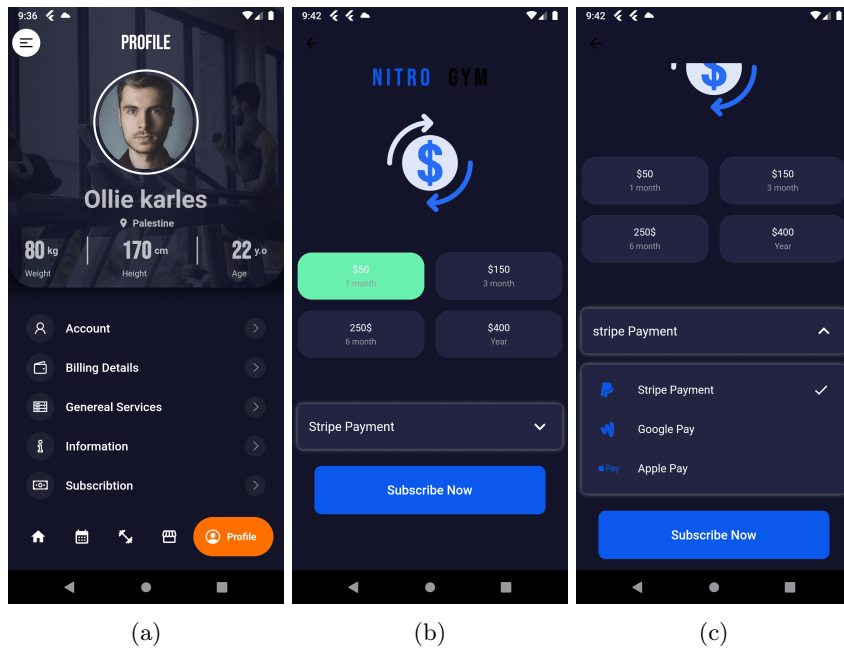 9:36
PROFILE
Ollie karles
Palestine
80 kg
170 cm
22 y.o
Weight
Height
Age
Account
Billing Details
Genereal Services
Information
Subscribtion
Profile
(a)
9:42
NITRO GYM
$
$50
1 month
$150
3 month
250$
6 month
$400
Year
Stripe Payment
Subscribe Now
(b)
9:42
$
$50
1 month
$150
3 month
250$
6 month
$400
Year
stripe Payment
Stripe Payment
Google Pay
Pay
Apple Pay
Subscribe Now
(c)